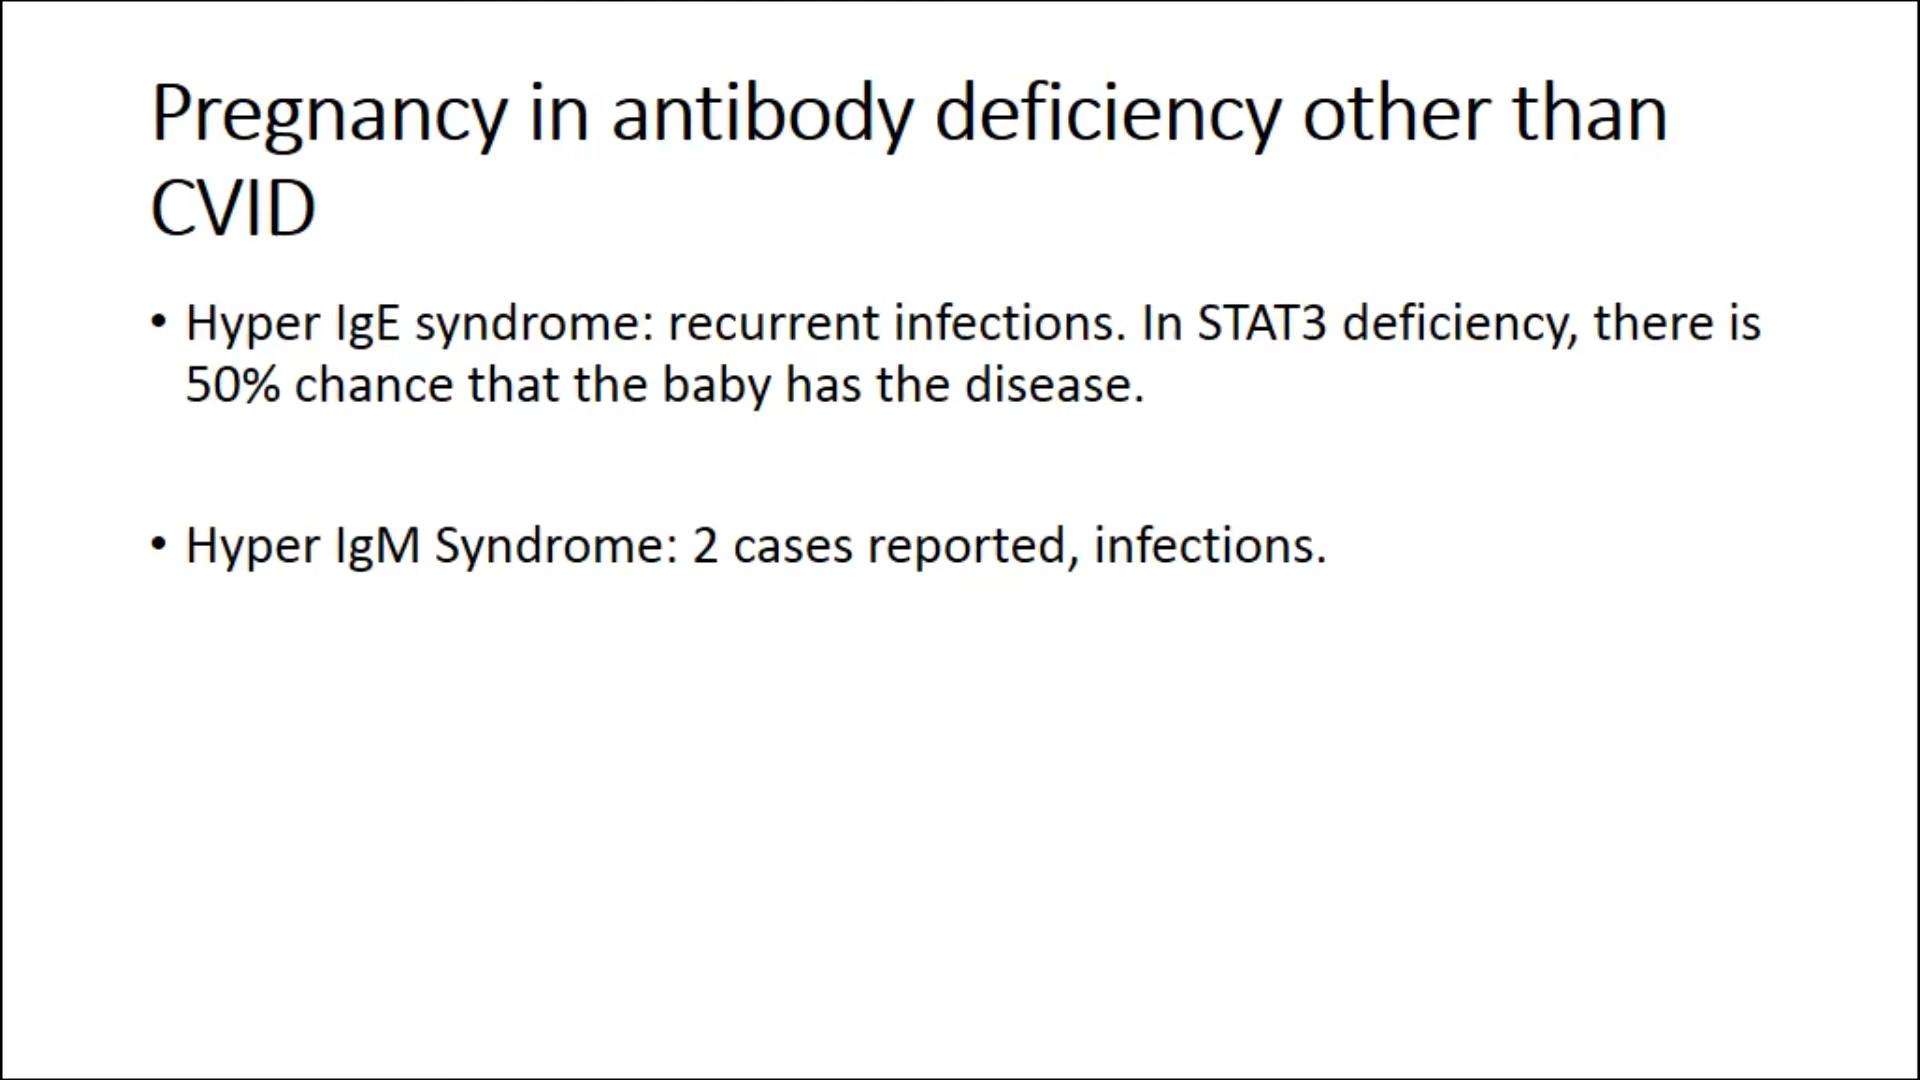 Pregnancy in antibody deficiency other than
CVID
• Hyper IgE syndrome: recurrent infections. In STAT3 deficiency, there is
50% chance that the baby has the disease.
• Hyper IgM Syndrome: 2 cases reported, infections.